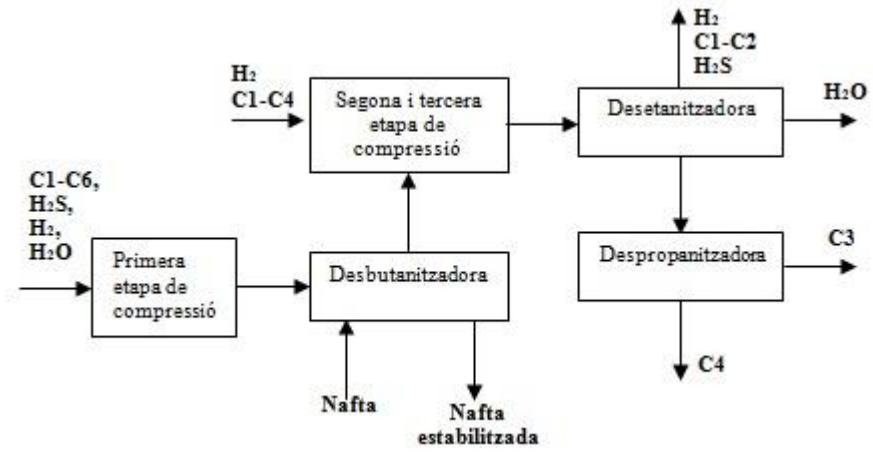 H₂
C1-C2
H₂S
H₂
C1-C4
Segona i tercera
etapa de
compressió
Desetanitzadora
H₂O
C1-C6,
H₂S,
H₂,
H₂O
Primera
etapa de
compressió
Desbutanitzadora
Despropanitzadora
C3
C4
Nafta
Nafta
estabilitzada